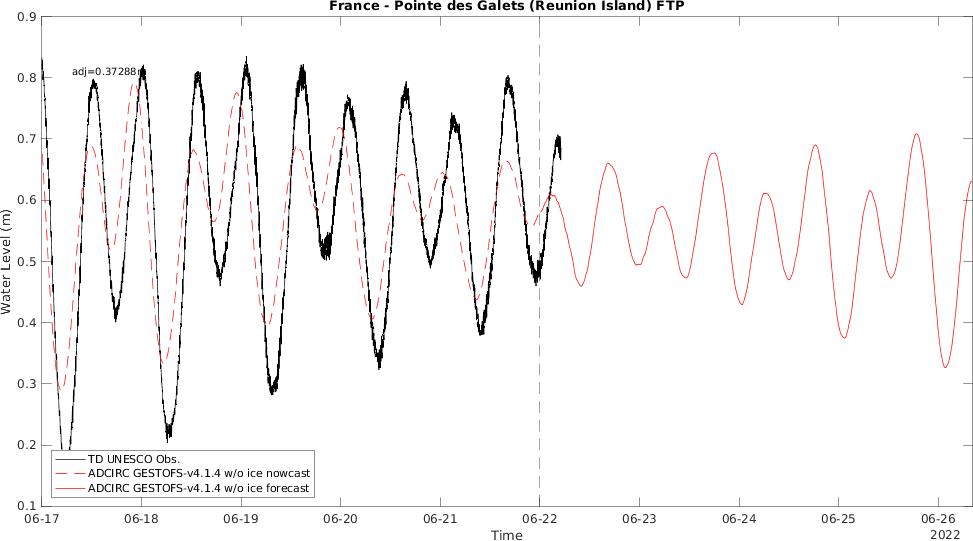 France - Pointe des Galets (Reunion Island) FTP
0.9
0.8
0.7
0.6
0.5
0.4
0.3
0.2
0.1
Water Level (m)
adj=0.37288
TD UNESCO Obs.
ADCIRC GESTOFS-v4.1.4 w/o ice nowcast
ADCIRC GESTOFS-v4.1.4 w/o ice forecast
06-17 06-18 06-19 06-20 06-21 06-22 06-23 06-24 06-25 06-26
Time
2022